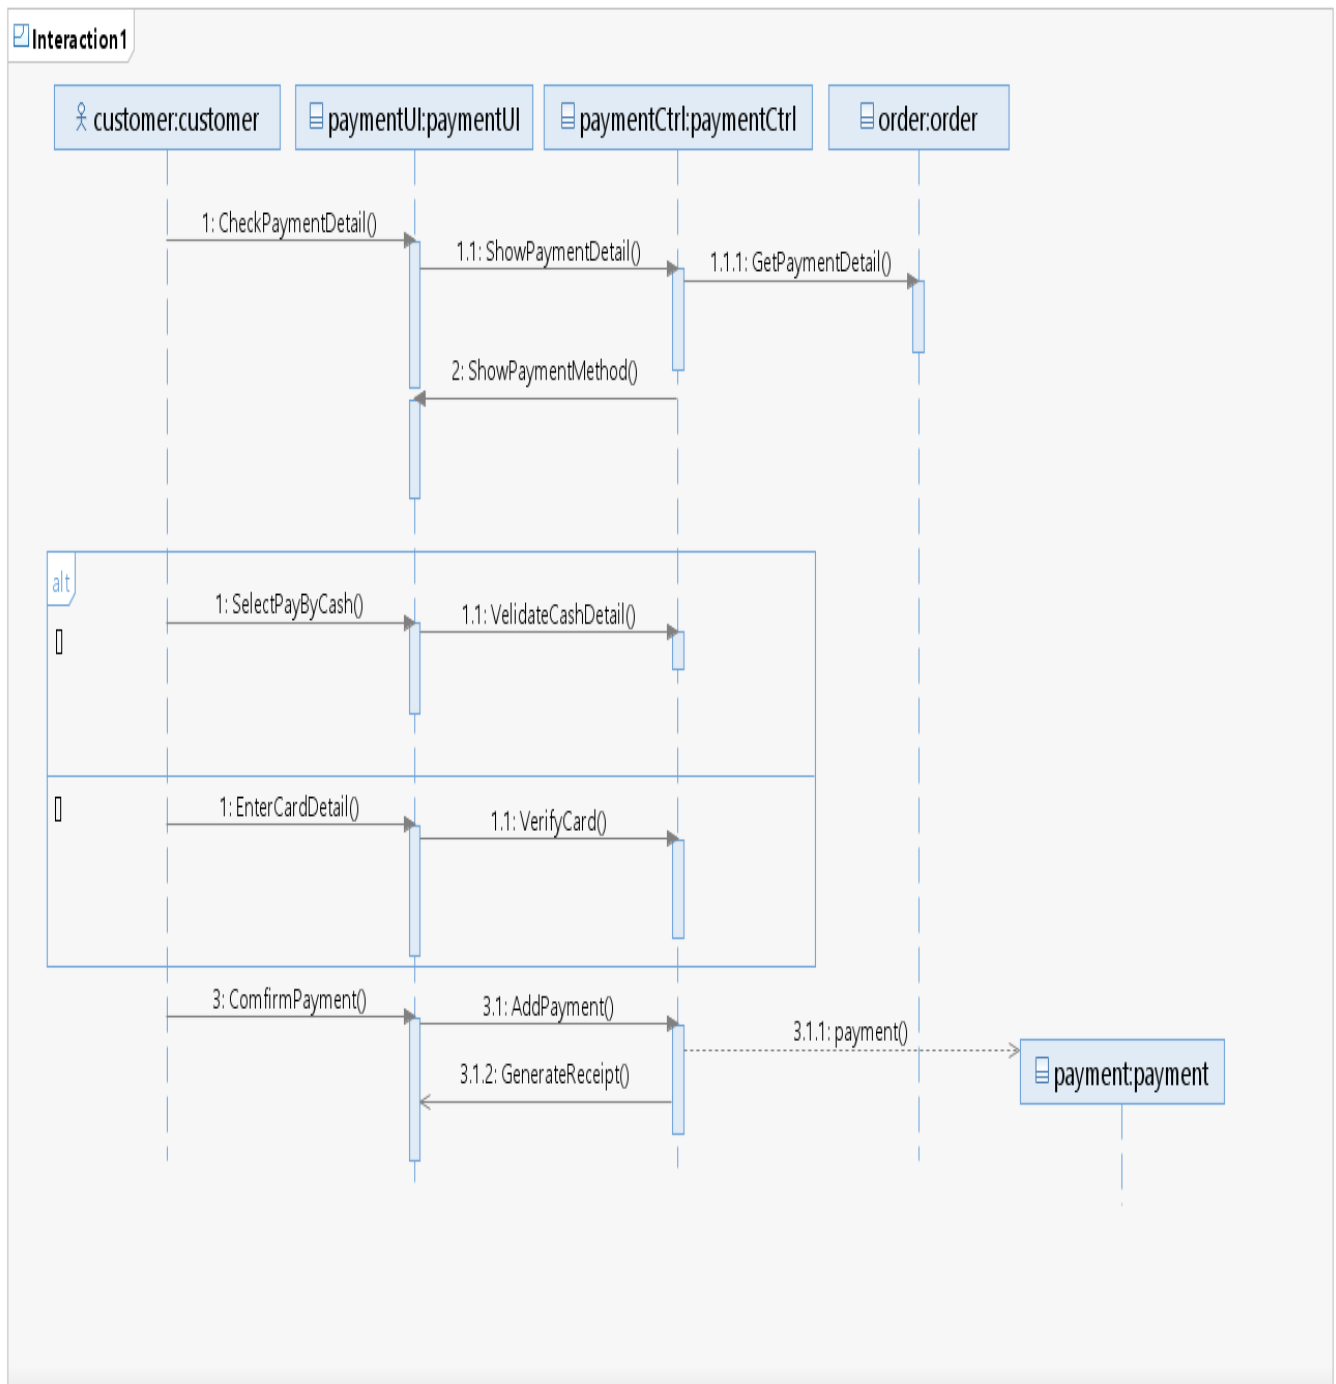 Interaction1
customer:customer
paymentUI:paymentUI
paymentCtrl:paymentCtrl
order:order
1: CheckPaymentDetail()
1.1: ShowPaymentDetail()
1.1.1: GetPaymentDetail()
2: ShowPaymentMethod()
alt
1: SelectPayByCash()
1.1: VelidateCashDetail()
[]
1: EnterCardDetail()
1.1: VerifyCard()
[]
3: ComfirmPayment()
3.1: AddPayment()
3.1.1: payment()
3.1.2: GenerateReceipt()
payment:payment